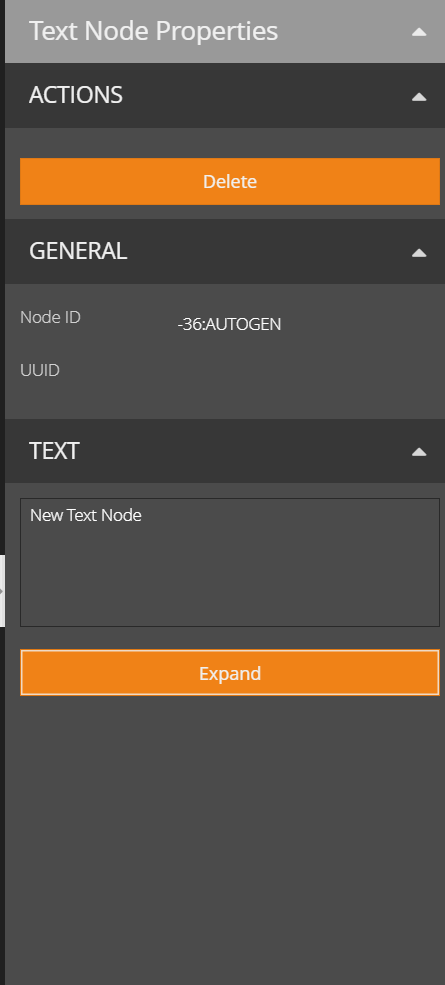 Text Node Properties
ACTIONS
Delete
GENERAL
Node ID
-36:AUTOGEN
UUID
TEXT
New Text Node
Expand